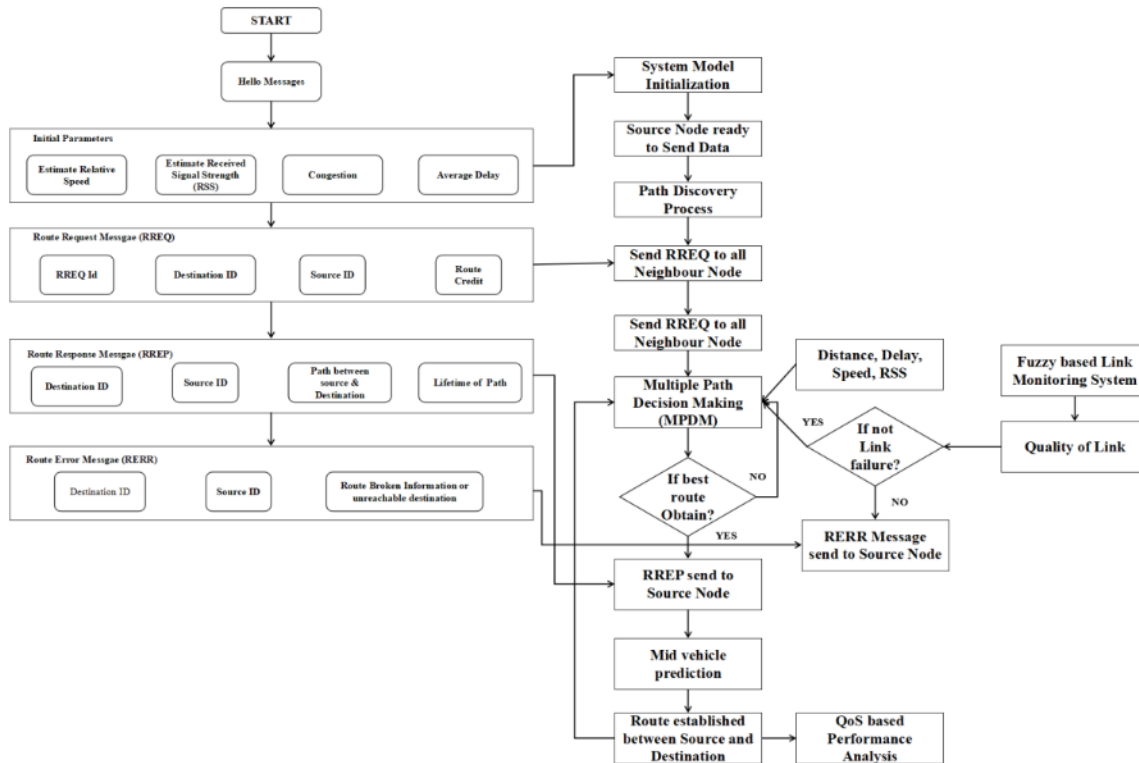 START
Hello Messages
Initial Parameters
Estimate Relative
Speed
Estimate Received
Signal Strength
(RSS)
Congestion
Average Delay
Route Request Messgae (RREQ)
RREQ Id
Destination ID
Source ID
Route
Credit
Route Response Messgae (RREP)
Destination ID
Source ID
Path between
source &
Destination
Lifetime of Path
Route Error Messgae (RERR)
Destination ID
Source ID
Route Broken Information or
unreachable destination
System Model
Initialization
Source Node ready
to Send Data
Path Discovery
Process
Send RREQ to all
Neighbour Node
Send RREQ to all
Neighbour Node
Multiple Path
Decision Making
(MPDM)
If best
route
Obtain?
NO
YES
RREP send to
Source Node
Mid vehicle
prediction
Route established
between Source and
Destination
QoS based
Performance
Analysis
Distance, Delay,
Speed, RSS
Fuzzy based Link
Monitoring System
Quality of Link
If not
Link
failure?
YES
NO
RERR Message
send to Source Node